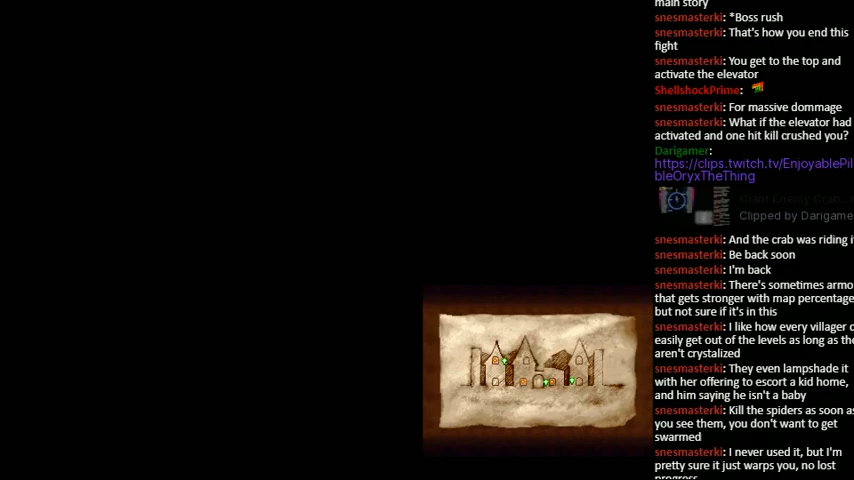 main story
snesmasterki: *Boss rush
snesmasterki: That's how you end this
fight
snesmasterki: You get to the top and
activate the elevator
ShellshockPrime:
snesmasterki: For massive dommage
snesmasterki: What if the elevator had
activated and one hit kill crushed you?
Darigamer:
https://clips.twitch.tv/EnjoyablePil
bleOryxTheThing
Giant Enemy Crab...
Clipped by Darigame
snesmasterki: And the crab was riding i
snesmasterki: Be back soon
snesmasterki: I'm back
snesmasterki: There's sometimes armo
that gets stronger with map percentage
but not sure if it's in this
snesmasterki: I like how every villager
easily get out of the levels as long as the
aren't crystalized
snesmasterki: They even lampshade it
with her offering to escort a kid home,
and him saying he isn't a baby
snesmasterki: Kill the spiders as soon as
you see them, you don't want to get
swarmed
snesmasterki: I never used it, but I'm
pretty sure it just warps you, no lost
progress